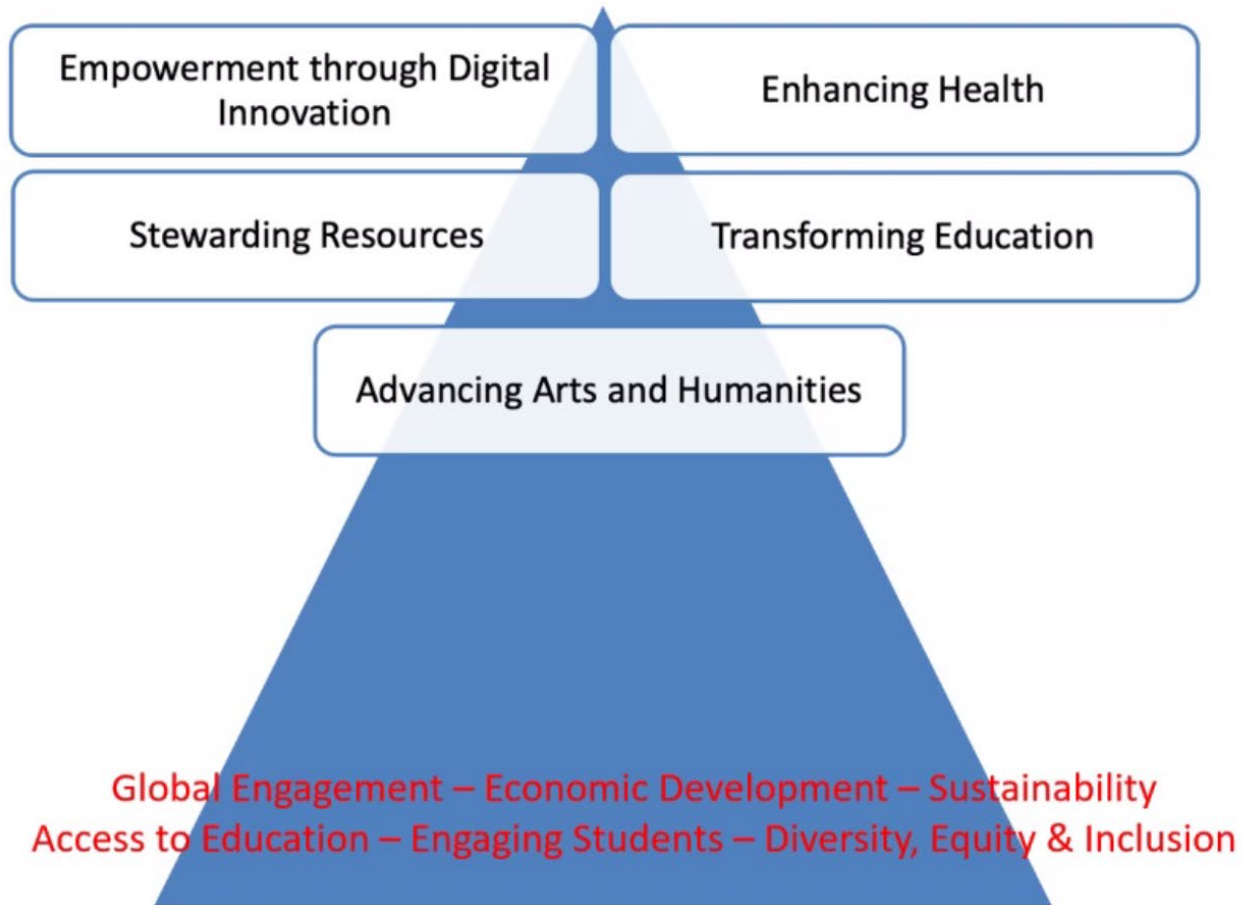 Empowerment through Digital
Innovation
Enhancing Health
Stewarding Resources
Transforming Education
Advancing Arts and Humanities
Global Engagement – Economic Development – Sustainability
Access to Education – Engaging Students – Diversity, Equity & Inclusion